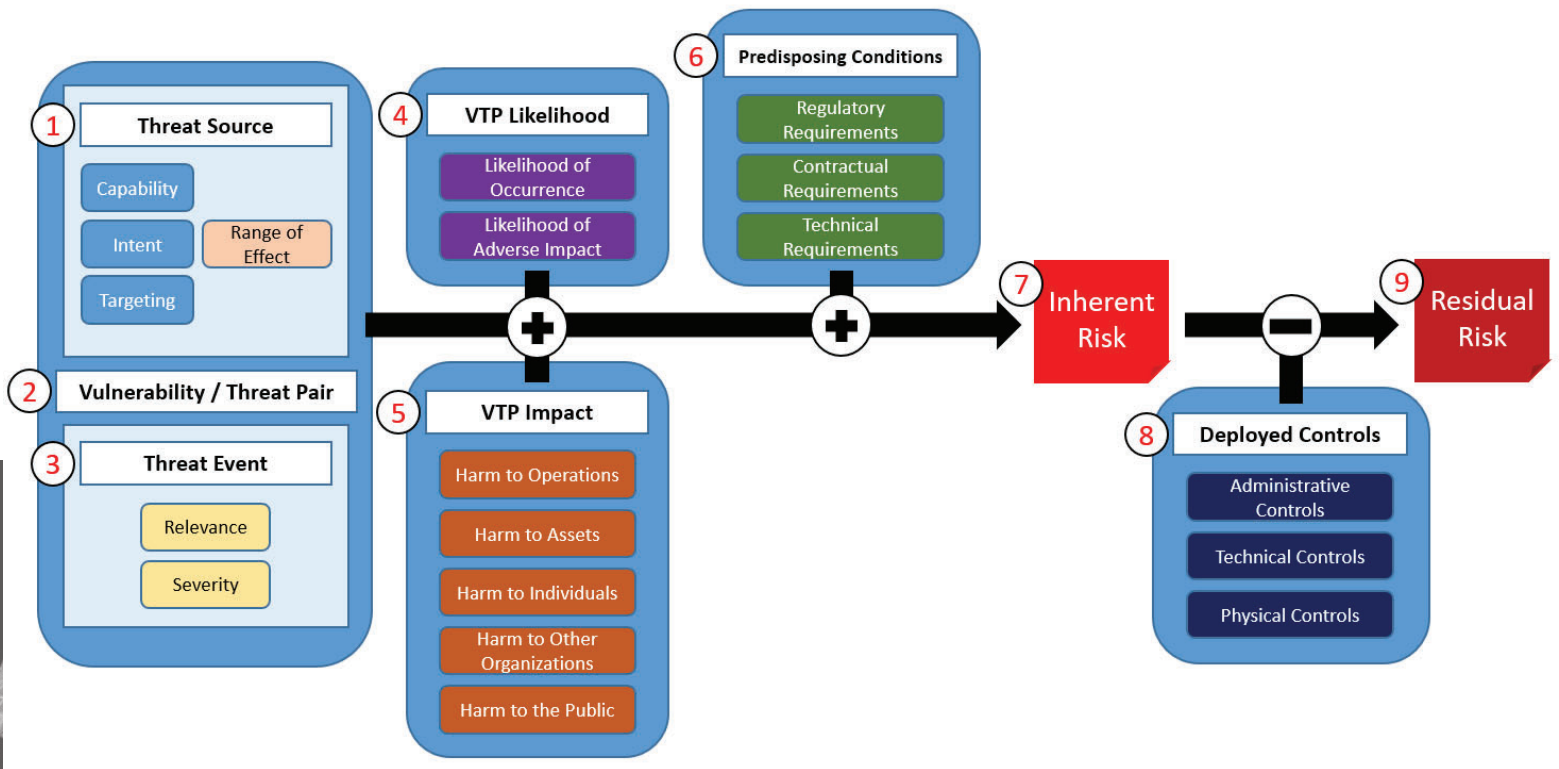 1
Threat Source
Capability
Intent
Range of
Effect
Targeting
2
Vulnerability / Threat Pair
3
Threat Event
Relevance
Severity
4
VTP Likelihood
Likelihood of
Occurrence
Likelihood of
Adverse Impact
5
VTP Impact
Harm to Operations
Harm to Assets
Harm to Individuals
Harm to Other
Organizations
Harm to the Public
6
Predisposing Conditions
Regulatory
Requirements
Contractual
Requirements
Technical
Requirements
7
Inherent
Risk
8
Deployed Controls
Administrative
Controls
Technical Controls
Physical Controls
9
Residual
Risk